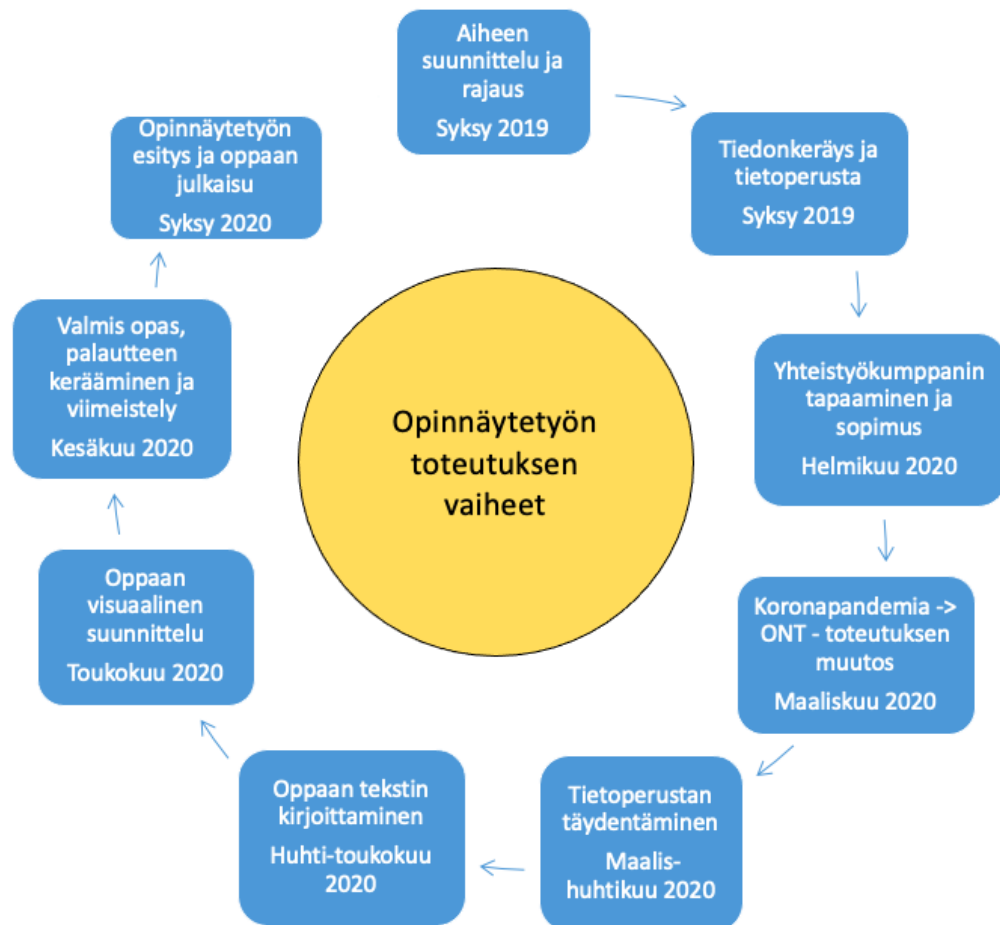 Aiheen
suunnittelu ja
rajaus
Syksy 2019
Tiedonkeräys ja
tietoperusta
Syksy 2019
Yhteistyökumppanin
tapaaminen ja
sopimus
Helmikuu 2020
Koronapandemia ->
ONT - toteutuksen
muutos
Maaliskuu 2020
Tietoperustan
täydentäminen
Maalis-
huhtikuu 2020
Oppaan tekstin
kirjoittaminen
Huhti-toukokuu
2020
Oppaan
visuaalinen
suunnittelu
Toukokuu 2020
Valmis opas,
palautteen
kerääminen ja
viimeistely
Kesäkuu 2020
Opinnäytetyön
esitys ja oppaan
julkaisu
Syksy 2020
Opinnäytetyön
toteutuksen
vaiheet